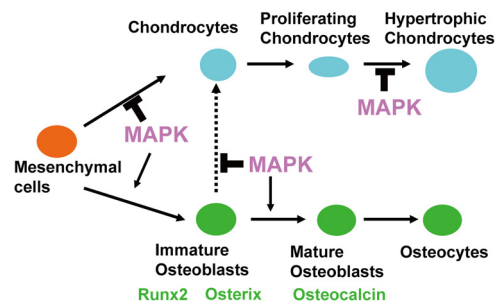 Chondrocytes
Proliferating
Chondrocytes
Hypertrophic
Chondrocytes
MAPK
MAPK
Mesenchymal
cells
MAPK
Immature
Osteoblasts
Mature
Osteoblasts
Osteocytes
Runx2 Osterix Osteocalcin